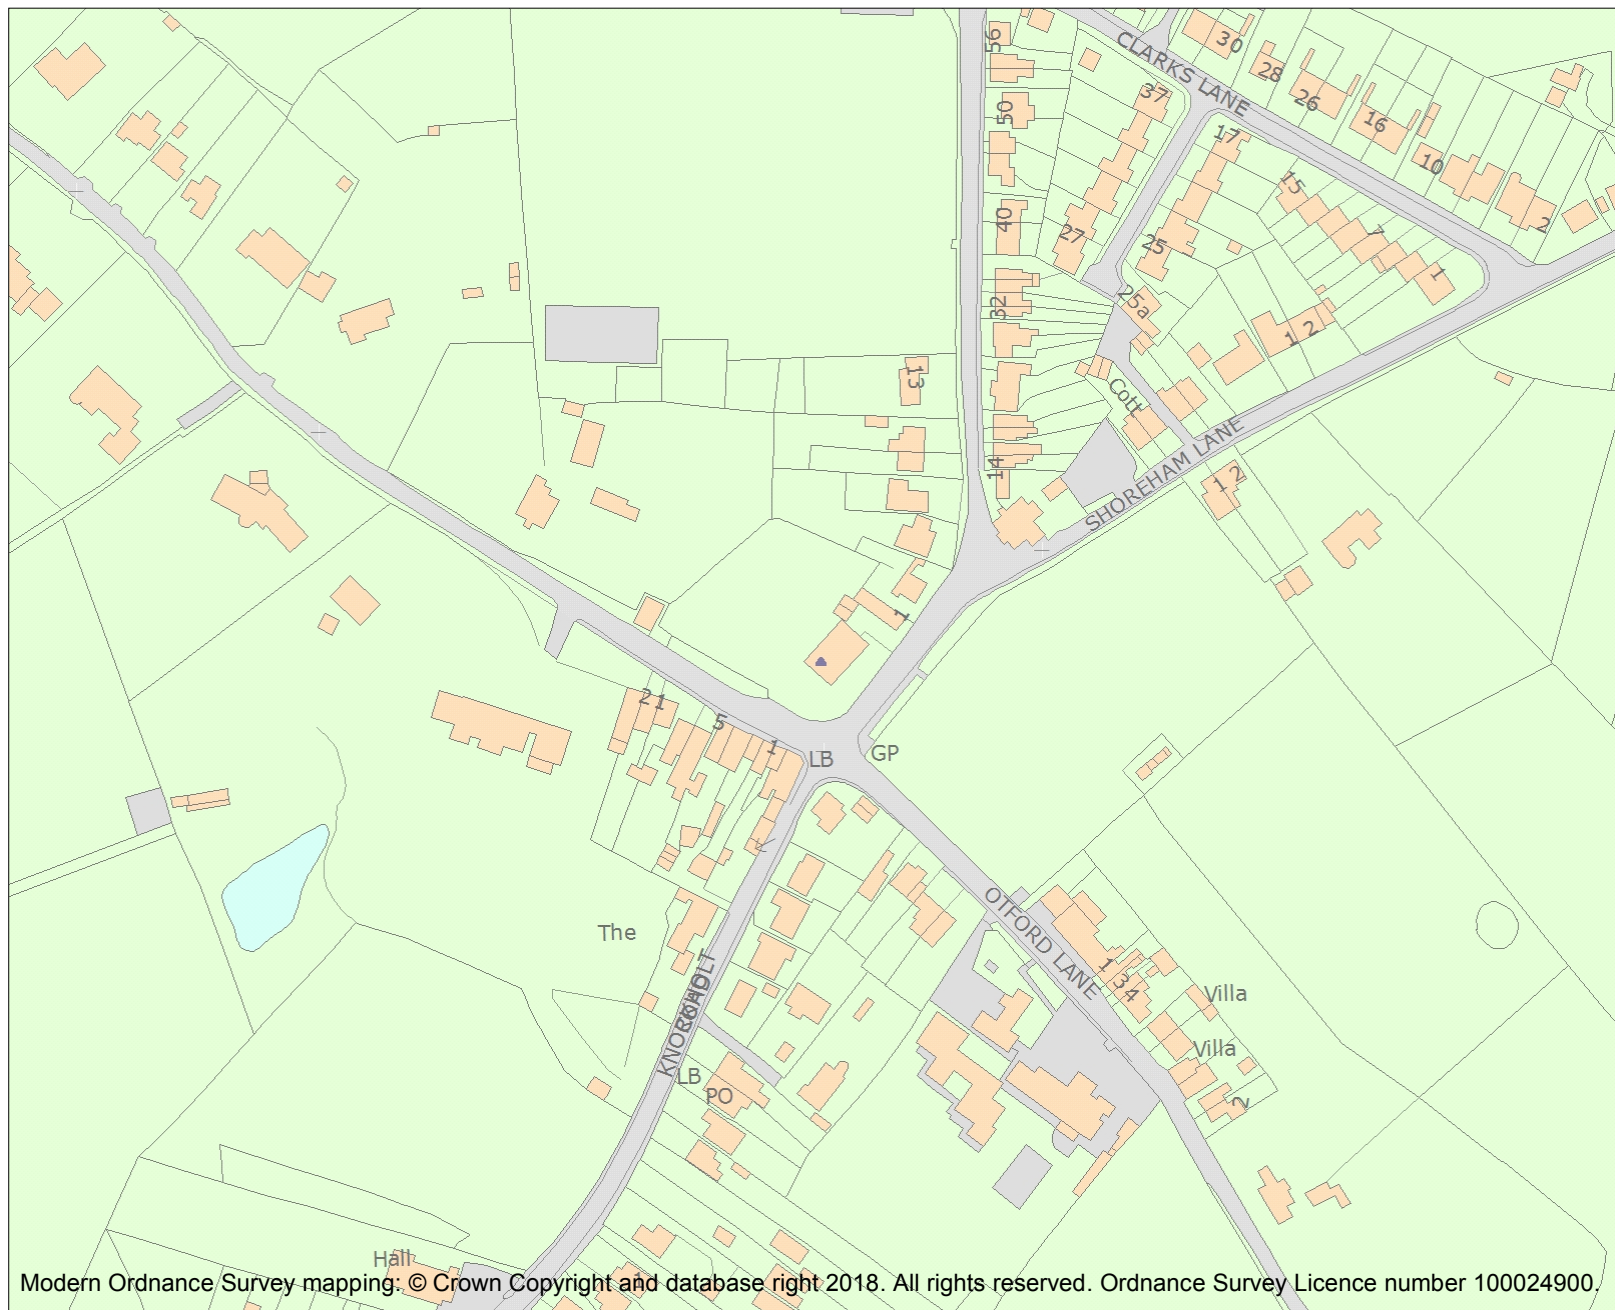 CLARKS LANE
30
28
26
16
10
2
56
50
40
32
14
37
27
17
25
25a
15
7
1
1 2
Cott
SHOREHAM LANE
1 2
13
1
21
5
1
LB
GP
The
KNOCKHOLT
ROAD
LB
PO
OTFORD LANE
1
3 4
Villa
Villa
2
Hall
1
Modern Ordnance Survey mapping: © Crown Copyright and database right 2018. All rights reserved. Ordnance Survey Licence number 100024900.